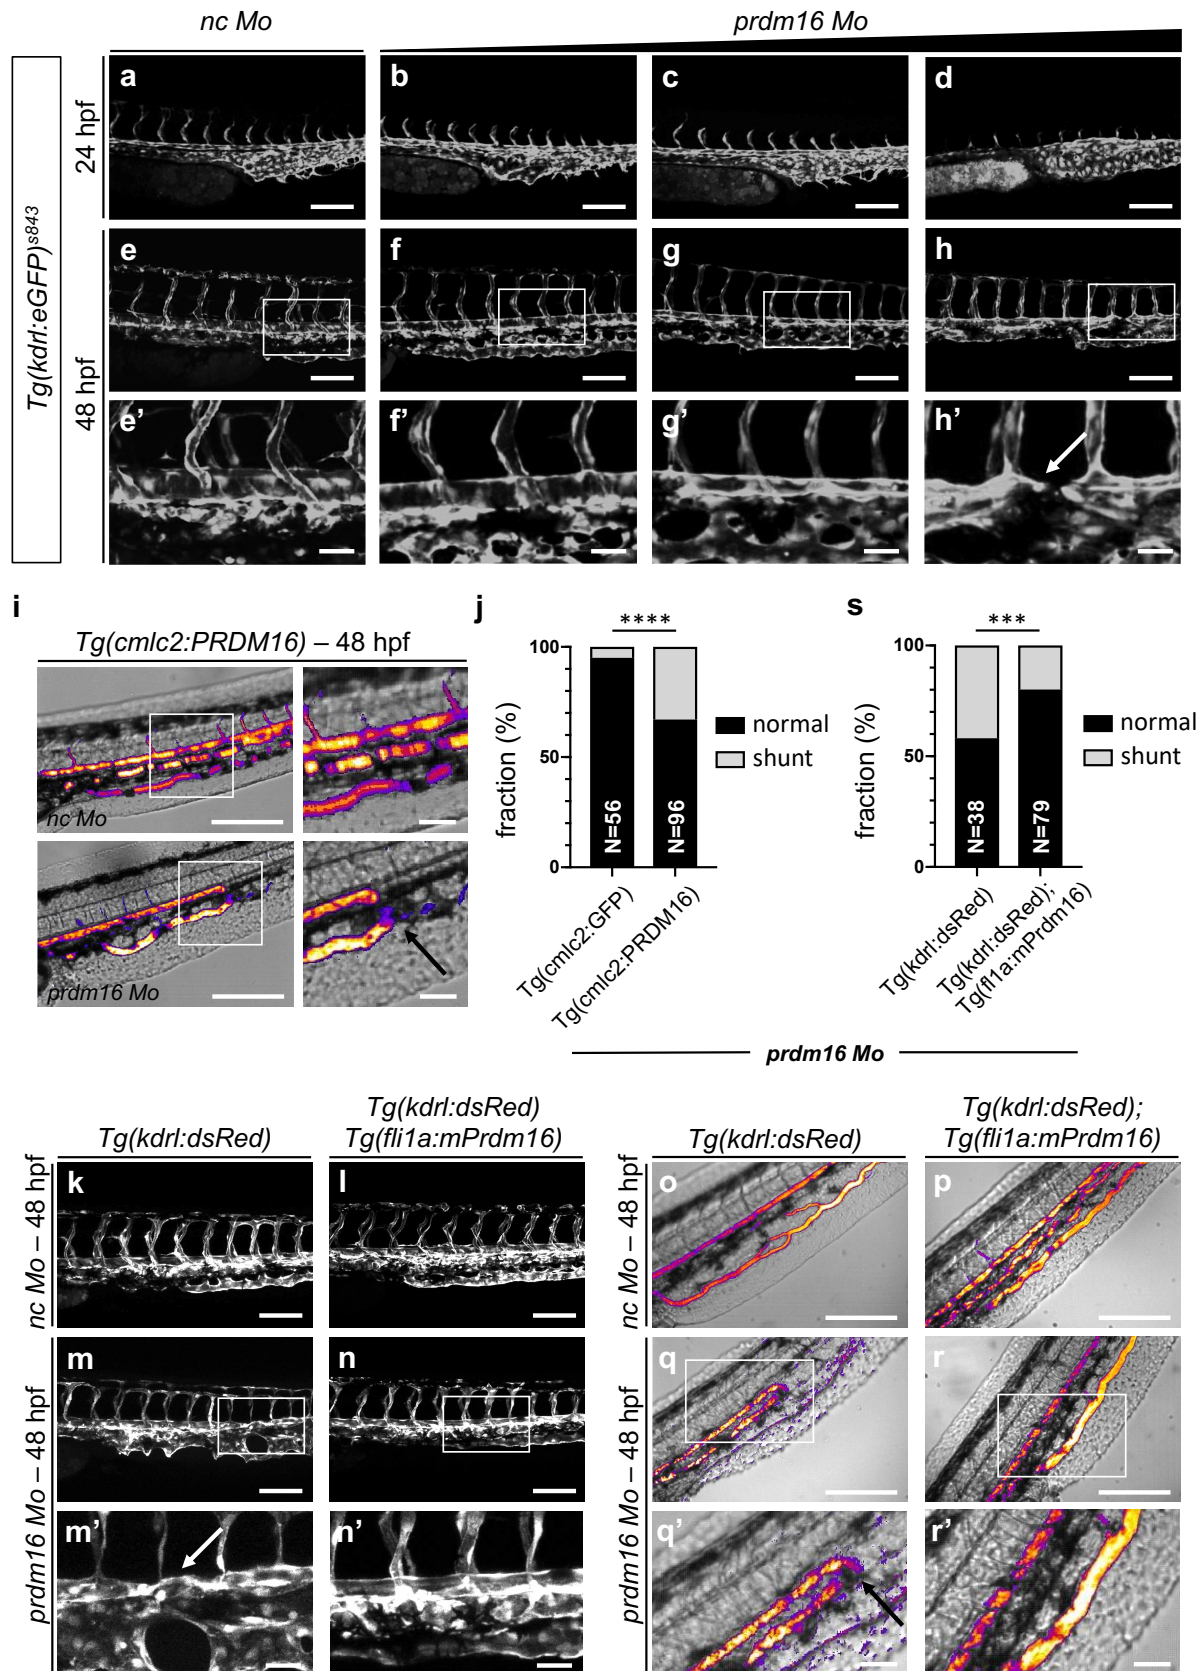 nc Mo
prdm16 Mo
Tg(kdrl:eGFP)s843
24 hpf
48 hpf
a
b
c
d
e
f
g
h
e’
f’
g’
h’
i
Tg(cmlc2:PRDM16) – 48 hpf
nc Mo
prdm16 Mo
j
****
100
50
0
fraction (%)
N=56
N=96
normal
shunt
Tg(cmlc2:GFP)
Tg(cmlc2:PRDM16)
s
***
100
50
0
fraction (%)
N=38
N=79
normal
shunt
Tg(kdrl:dsRed)
Tg(kdrl:dsRed);
Tg(fl1a:mPrdm16)
prdm16 Mo
Tg(kdrl:dsRed)
Tg(kdrl:dsRed)
Tg(fli1a:mPrdm16)
Tg(kdrl:dsRed)
Tg(kdrl:dsRed);
Tg(fli1a:mPrdm16)
nc Mo – 48 hpf
k
l
nc Mo – 48 hpf
o
p
prdm16 Mo – 48 hpf
m
n
m’
n’
prdm16 Mo – 48 hpf
q
r
q’
r’